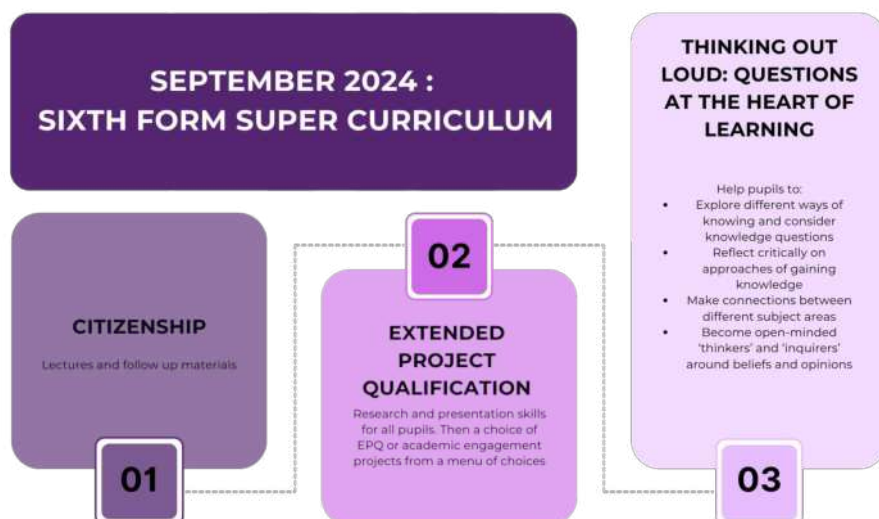 SEPTEMBER 2024 :
SIXTH FORM SUPER CURRICULUM
CITIZENSHIP
Lectures and follow up materials
01
02
EXTENDED
PROJECT
QUALIFICATION
Research and presentation skills
for all pupils. Then a choice of
EPQ or academic engagement
projects from a menu of choices
THINKING OUT
LOUD: QUESTIONS
AT THE HEART OF
LEARNING
Help pupils to:
• Explore different ways of
knowing and consider
knowledge questions
• Reflect critically on
approaches of gaining
knowledge
• Make connections between
different subject areas
• Become open-minded
‘thinkers’ and ‘inquirers’
around beliefs and opinions
03